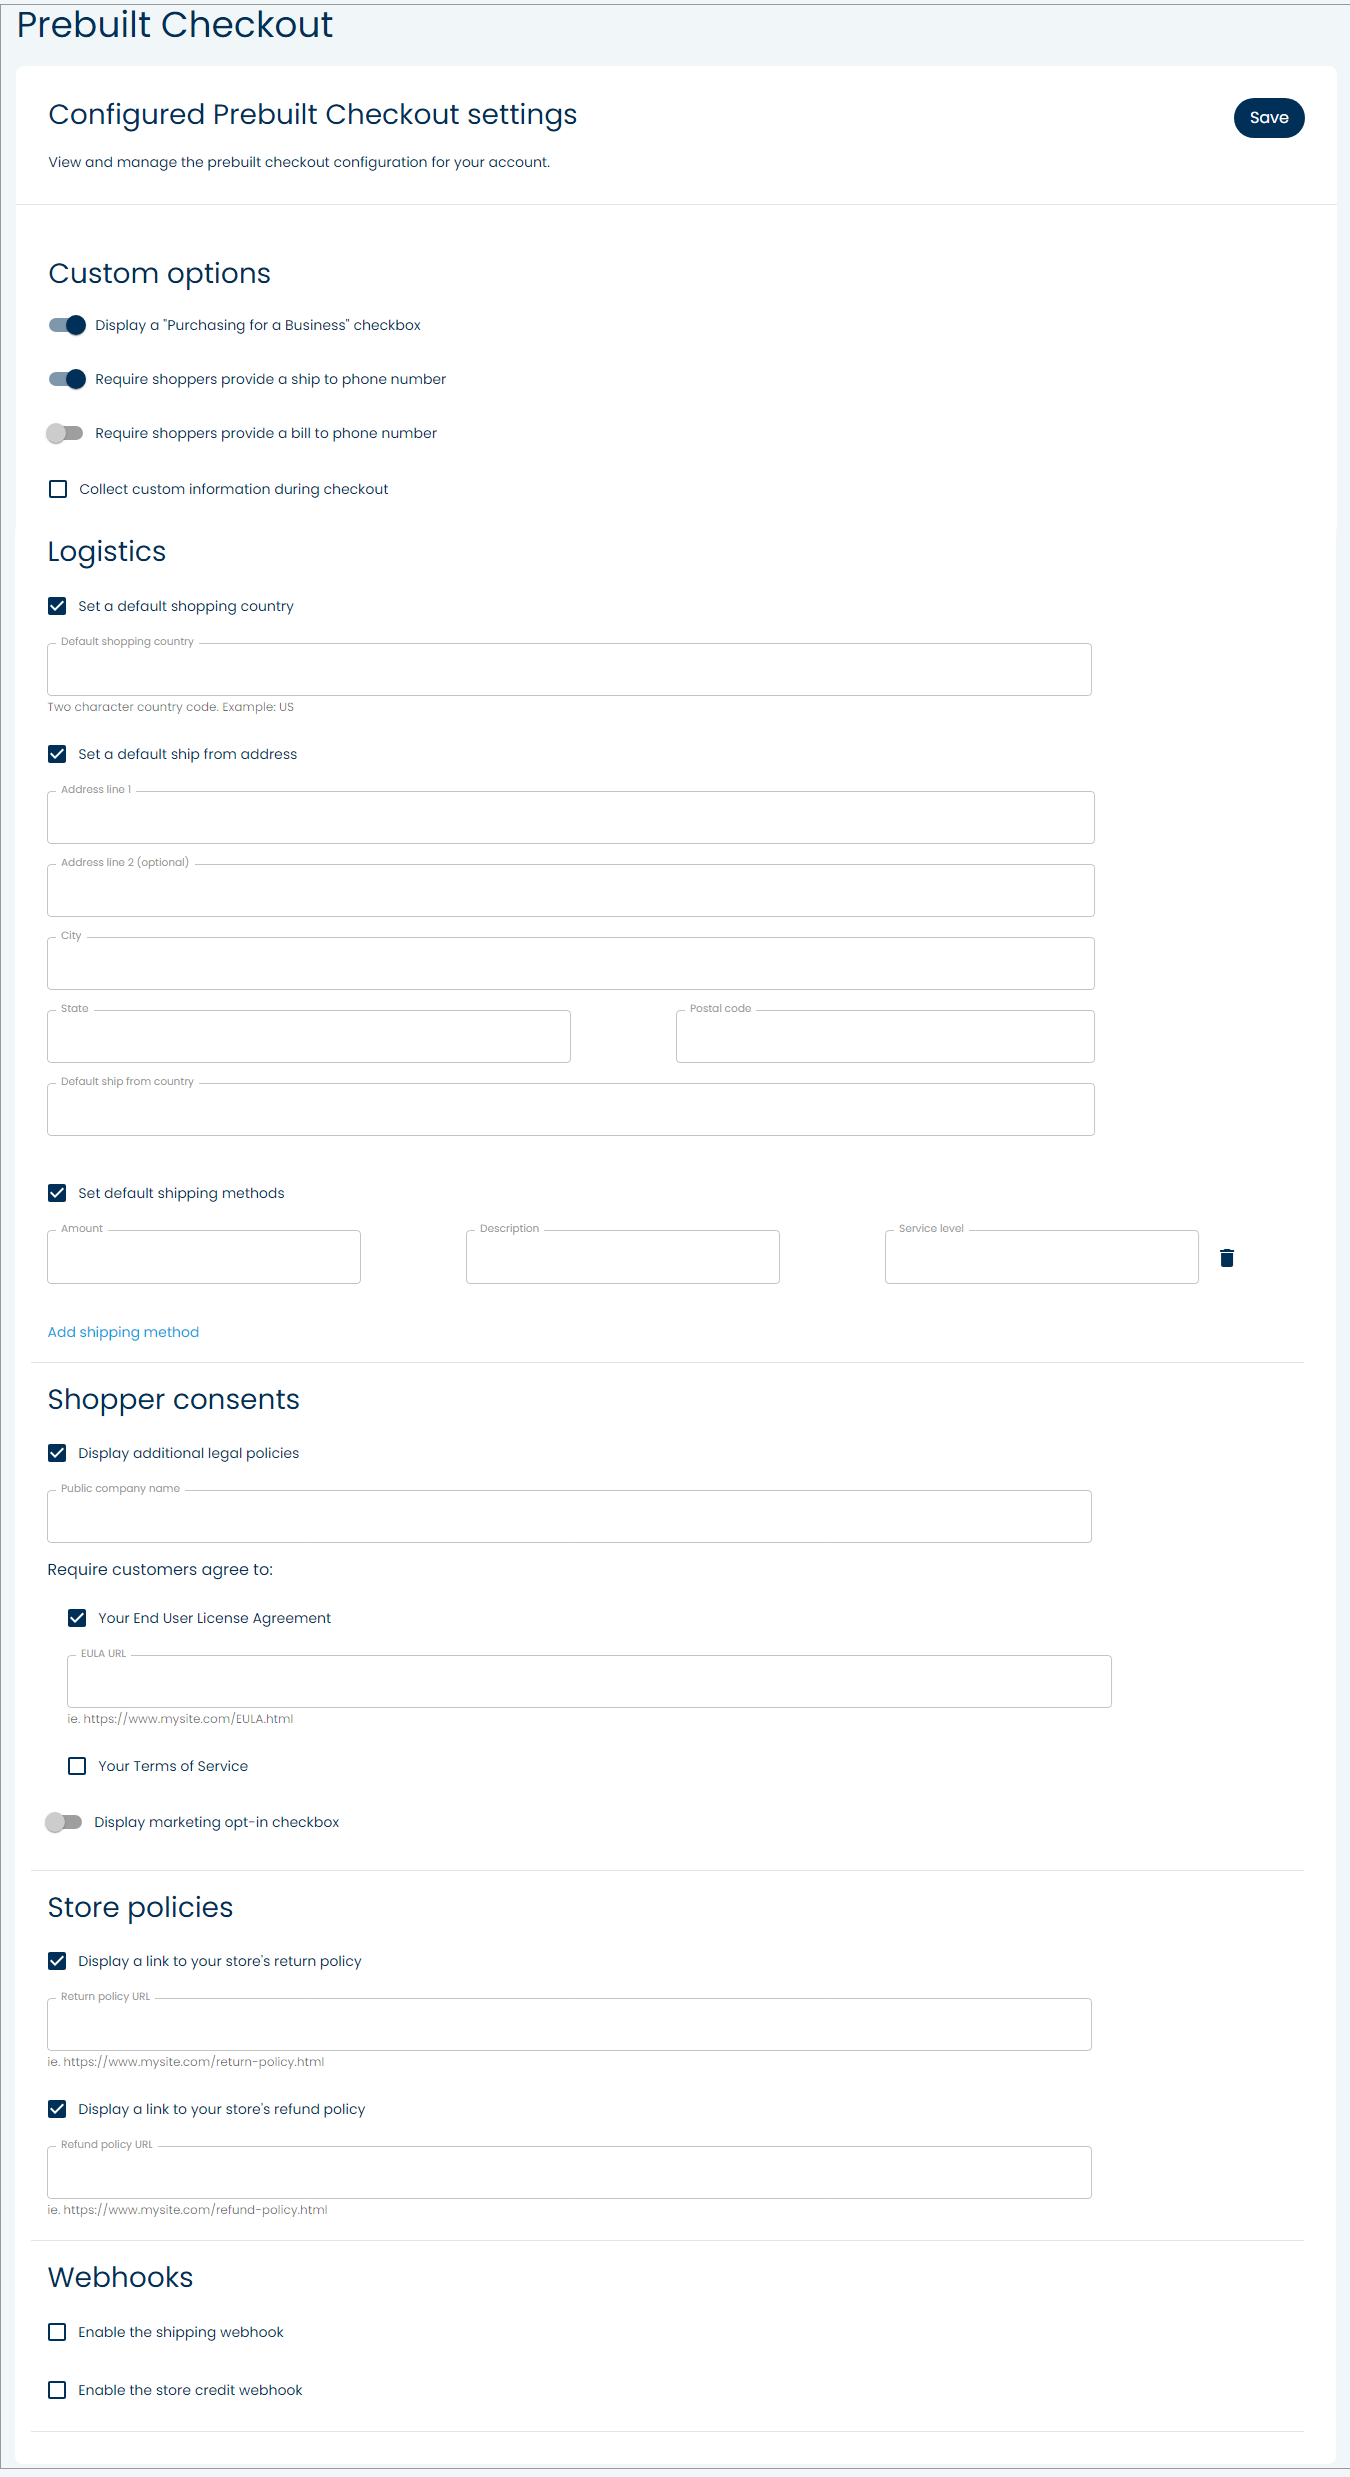 Prebuilt Checkout
Configured Prebuilt Checkout settings
Save
View and manage the prebuilt checkout configuration for your account.
Custom options
Display a "Purchasing for a Business" checkbox
Require shoppers provide a ship to phone number
Require shoppers provide a bill to phone number
Collect custom information during checkout
Logistics
Set a default shopping country
Default shopping country
Two character country code. Example: US
Set a default ship from address
Address line 1
Address line 2 (optional)
City
State
Postal code
Default ship from country
Set default shipping methods
Amount
Description
Service level
Add shipping method
Shopper consents
Display additional legal policies
Public company name
Require customers agree to:
Your End User License Agreement
EULA URL
ie. https://www.mysite.com/EULA.html
Your Terms of Service
Display marketing opt-in checkbox
Store policies
Display a link to your store's return policy
Return policy URL
ie. https://www.mysite.com/return-policy.html
Display a link to your store's refund policy
Refund policy URL
ie. https://www.mysite.com/refund-policy.html
Webhooks
Enable the shipping webhook
Enable the store credit webhook